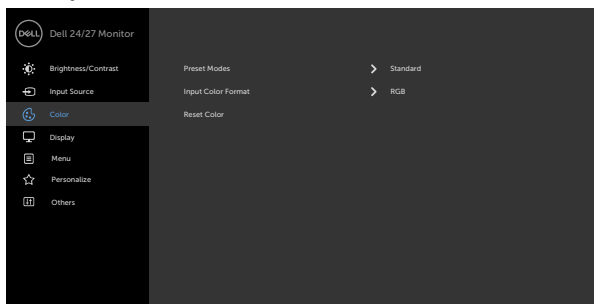 DELL Dell 24/27 Monitor
Brightness/Contrast Preset Modes Standard
Input Source Input Color Format RGB
Color Reset Color
Display
Menu
Personalize
Others